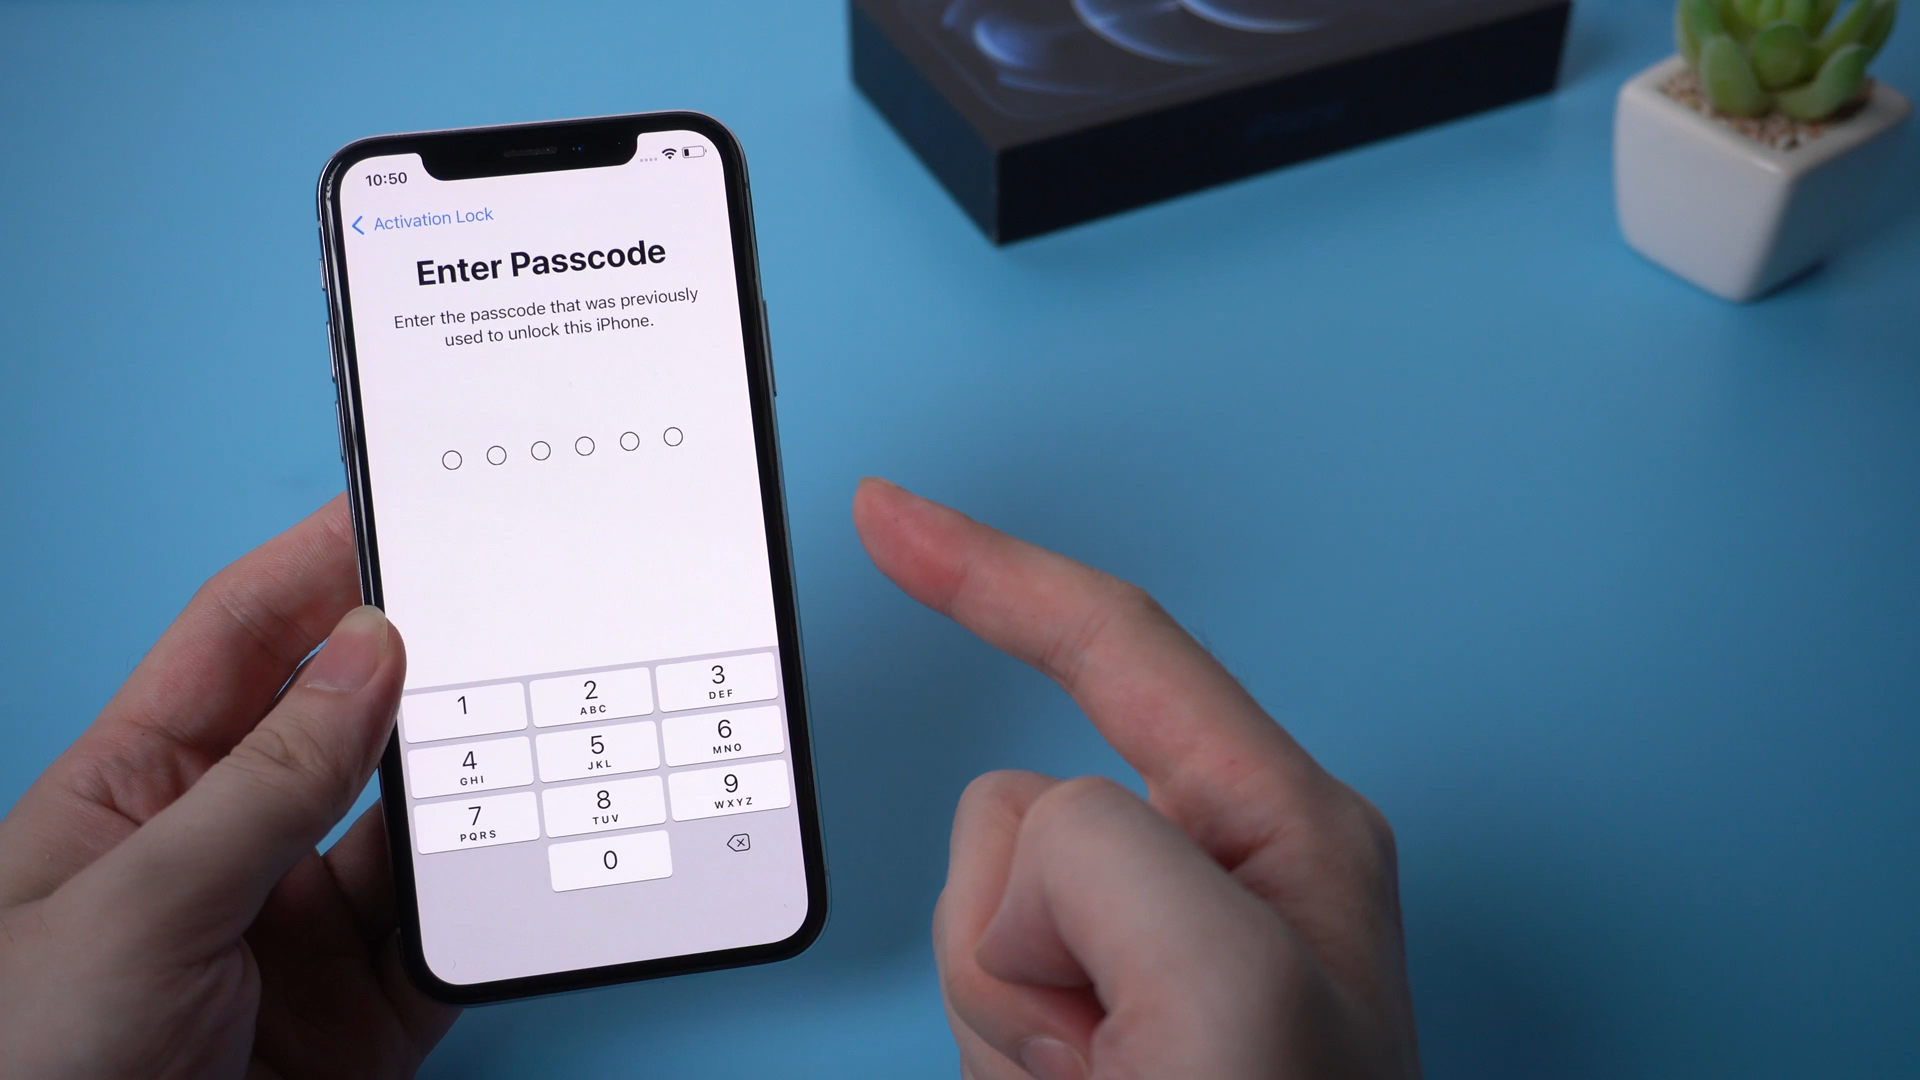 10:50
Activation Lock
Enter Passcode
Enter the passcode that was previously
used to unlock this iPhone.
1
2
ABC
3
DEF
4
GHI
5
JKL
6
MNO
7
PQRS
8
TUV
9
WXYZ
0